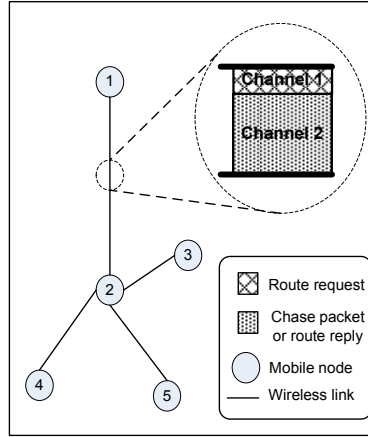 1
Channel 1
Channel 2
3
2
4
5
Route request
Chase packet
or route reply
Mobile node
Wireless link